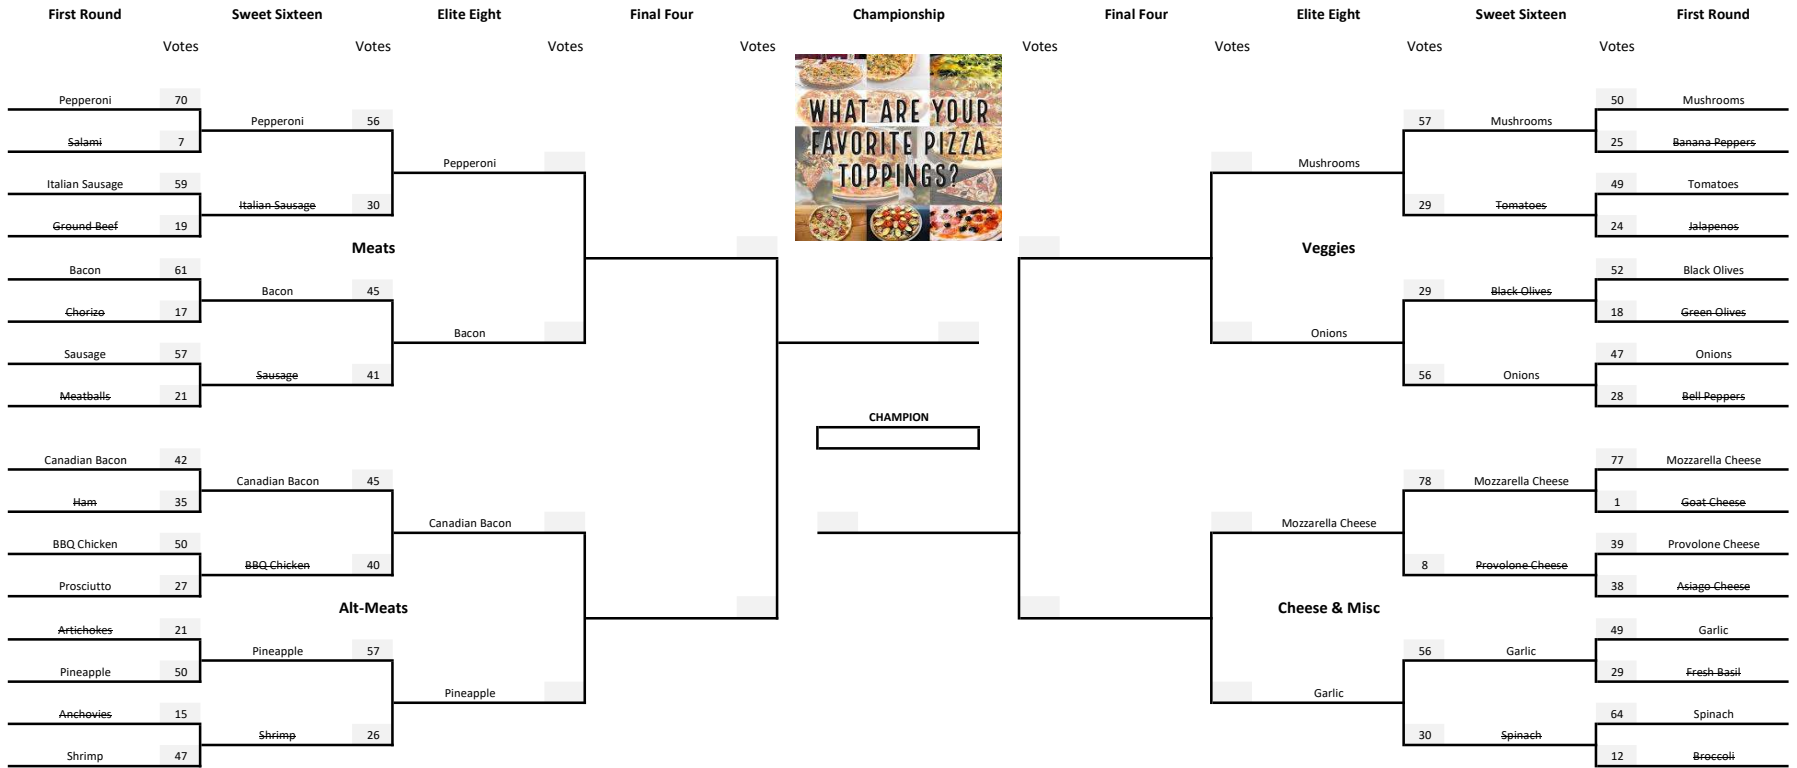 First Round Sweet Sixteen Elite Eight Final Four Championship Final Four Elite Eight Sweet Sixteen First Round
Votes Votes Votes Votes Votes Votes Votes Votes
WHAT ARE YOUR
FAVORITE PIZZA
TOPPINGS?
Pepperoni 70
Salami 7
Italian Sausage 59
Ground Beef 19
Bacon 61
Chorizo 17
Sausage 57
Meatballs 21
Pepperoni 56
Italian Sausage 30
Meats
Bacon 45
Sausage 41
Pepperoni
Bacon
Canadian Bacon 42
Ham 35
BBQ Chicken 50
Prosciutto 27
Artichokes 21
Pineapple 50
Anchovies 15
Shrimp 47
Canadian Bacon 45
BBQ Chicken 40
Alt-Meats
Pineapple 57
Shrimp 26
Canadian Bacon
Pineapple
CHAMPION
Mushrooms
Onions
57 Mushrooms
29 Tomatoes
Veggies
29 Black Olives
56 Onions
50 Mushrooms
25 Banana Peppers
49 Tomatoes
24 Jalapenos
52 Black Olives
18 Green Olives
47 Onions
28 Bell Peppers
Mozzarella Cheese
Garlic
78 Mozzarella Cheese
8 Provolone Cheese
Cheese & Misc
56 Garlic
30 Spinach
77 Mozzarella Cheese
1 Goat Cheese
39 Provolone Cheese
38 Asiago Cheese
49 Garlic
29 Fresh Basil
64 Spinach
12 Broccoli